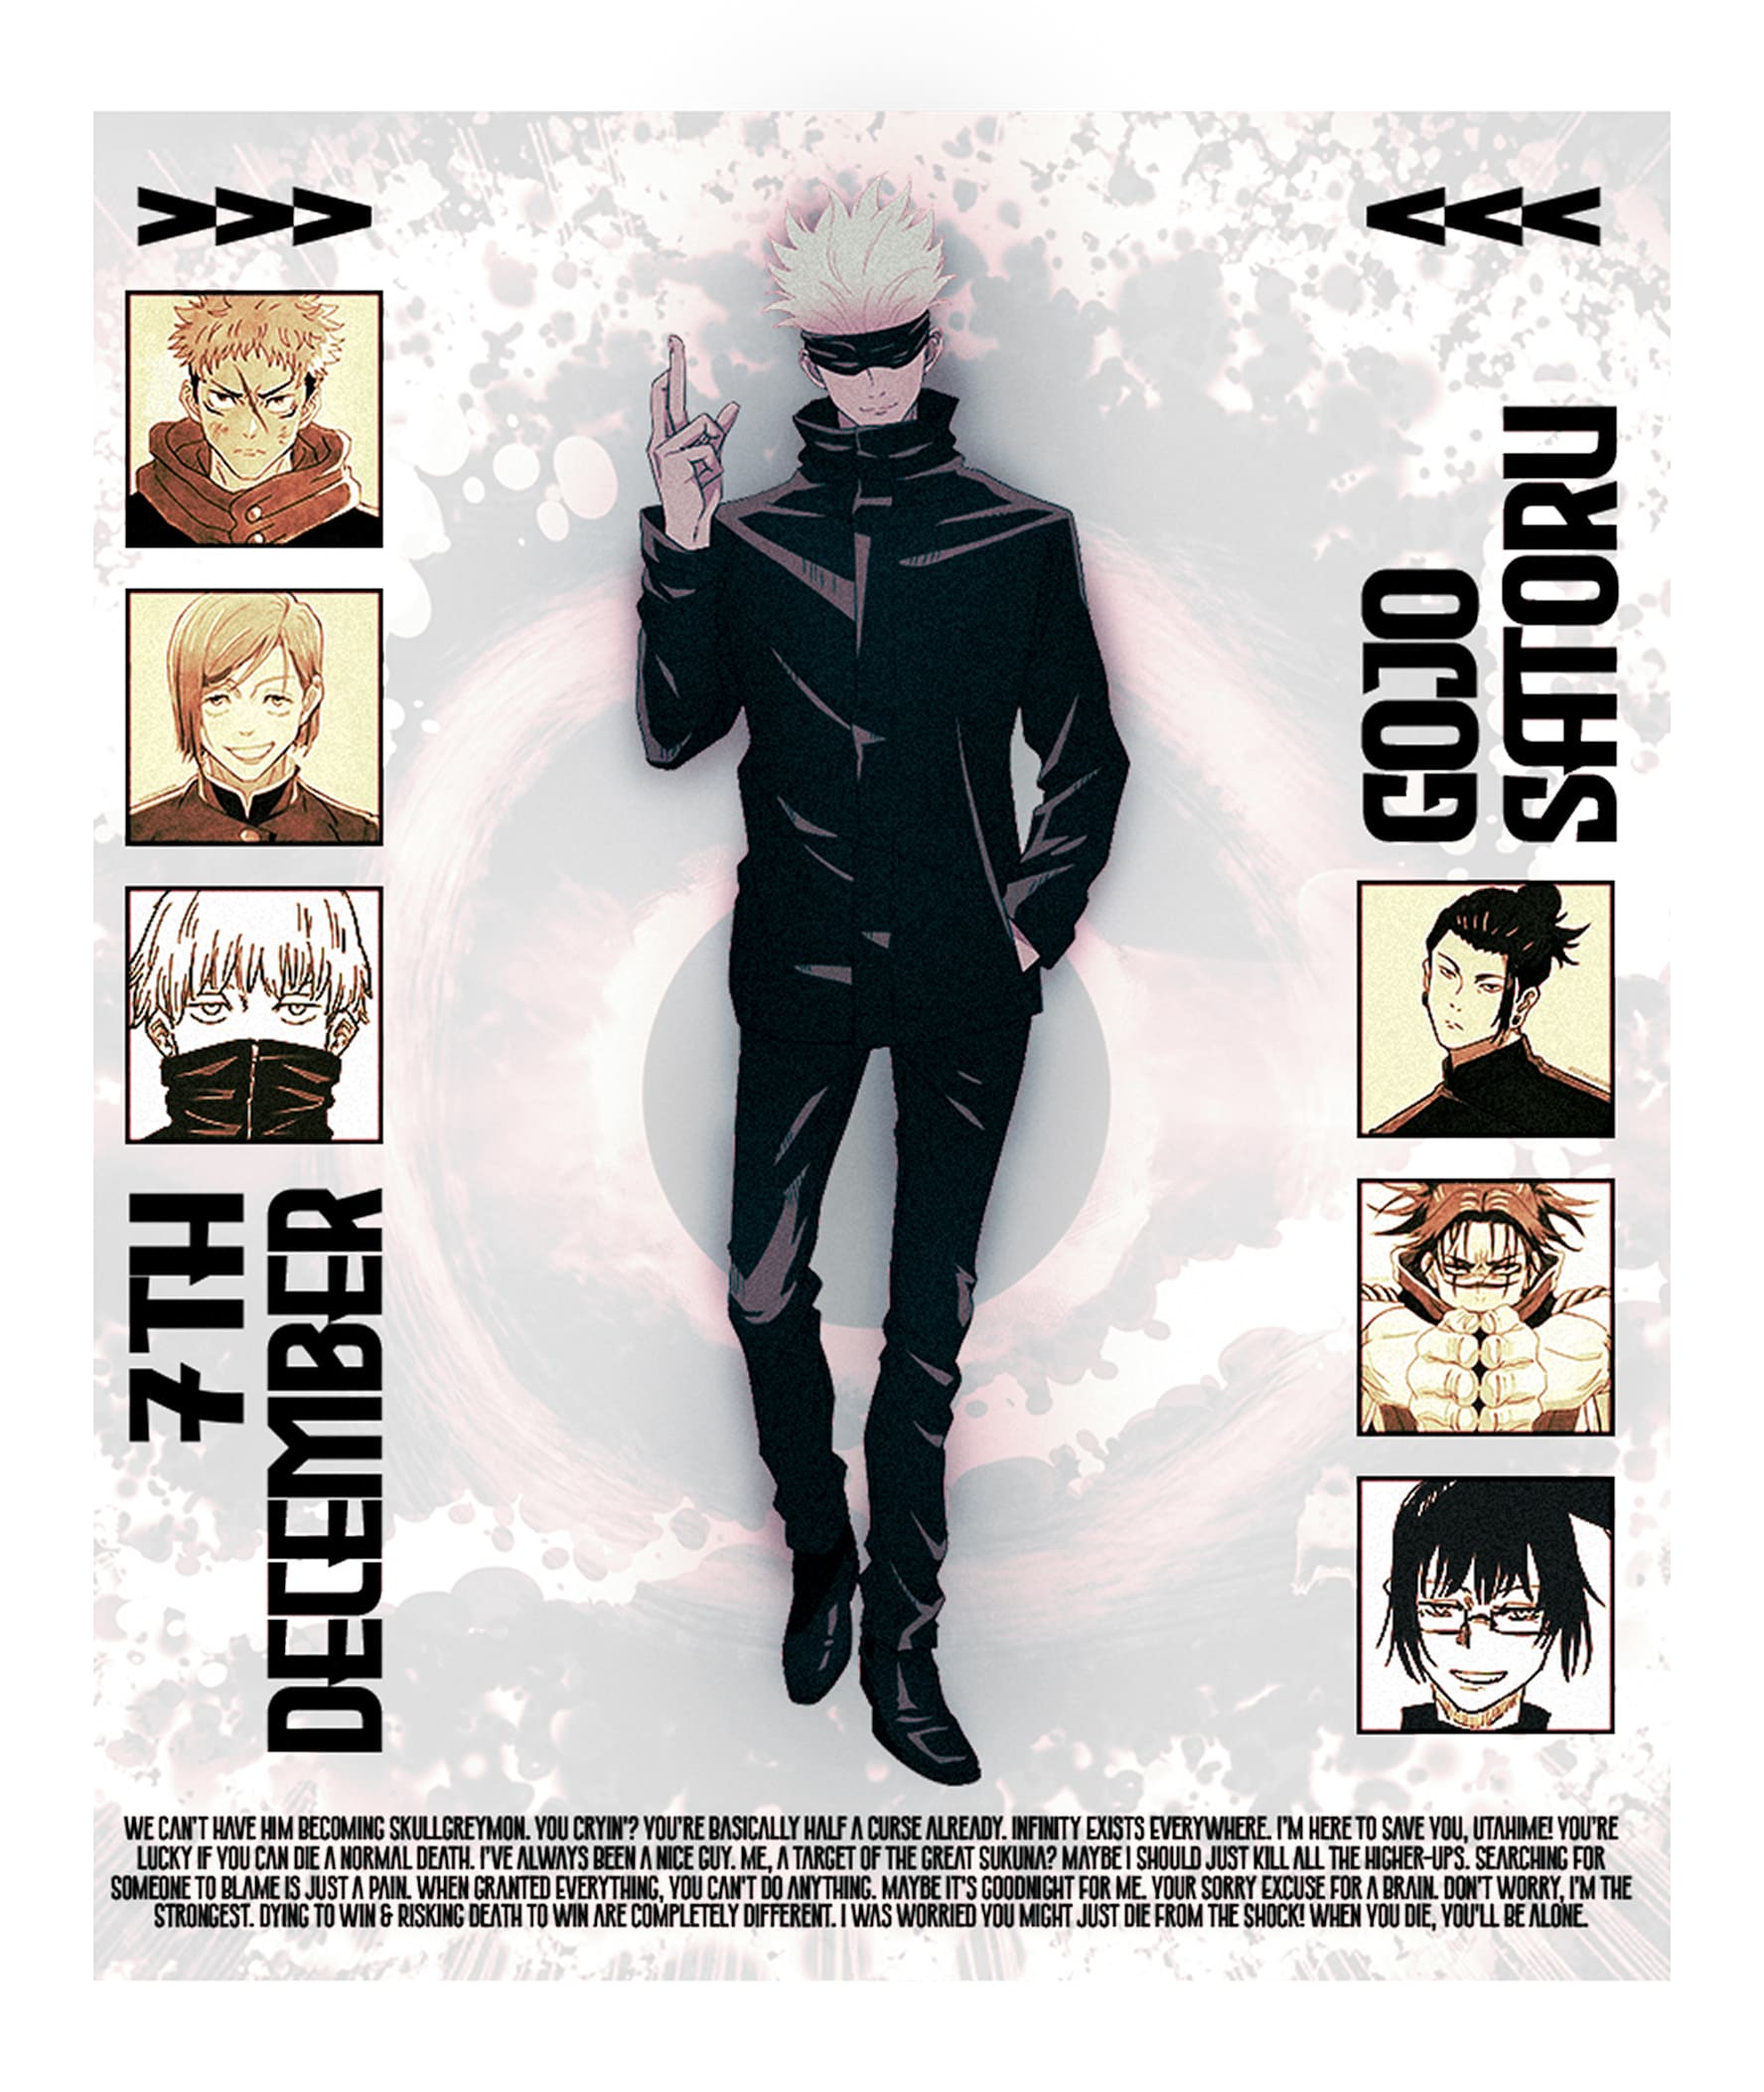 GOJO
SATORU
7TH
DECEMBER
WE CAN'T HAVE HIM BECOMING SKULLGREYMON. YOU CRYIN'? YOU'RE BASICALLY HALF A CURSE ALREADY. INFINITY EXISTS EVERYWHERE. I'M HERE TO SAVE YOU, UTAHIME! YOU'RE
LUCKY IF YOU CAN DIE A NORMAL DEATH. I'VE ALWAYS BEEN A NICE GUY. ME, A TARGET OF THE GREAT SUKUNA? MAYBE I SHOULD JUST KILL ALL THE HIGHER-UPS. SEARCHING FOR
SOMEONE TO BLAME IS JUST A PAIN. WHEN GRANTED EVERYTHING, YOU CAN'T DO ANYTHING. MAYBE IT'S GOODNIGHT FOR ME. YOUR SORRY EXCUSE FOR A BRAIN. DON'T WORRY, I'M THE
STRONGEST. DYING TO WIN & RISKING DEATH TO WIN ARE COMPLETELY DIFFERENT. I WAS WORRIED YOU MIGHT JUST DIE FROM THE SHOCK! WHEN YOU DIE, YOU'LL BE ALONE.